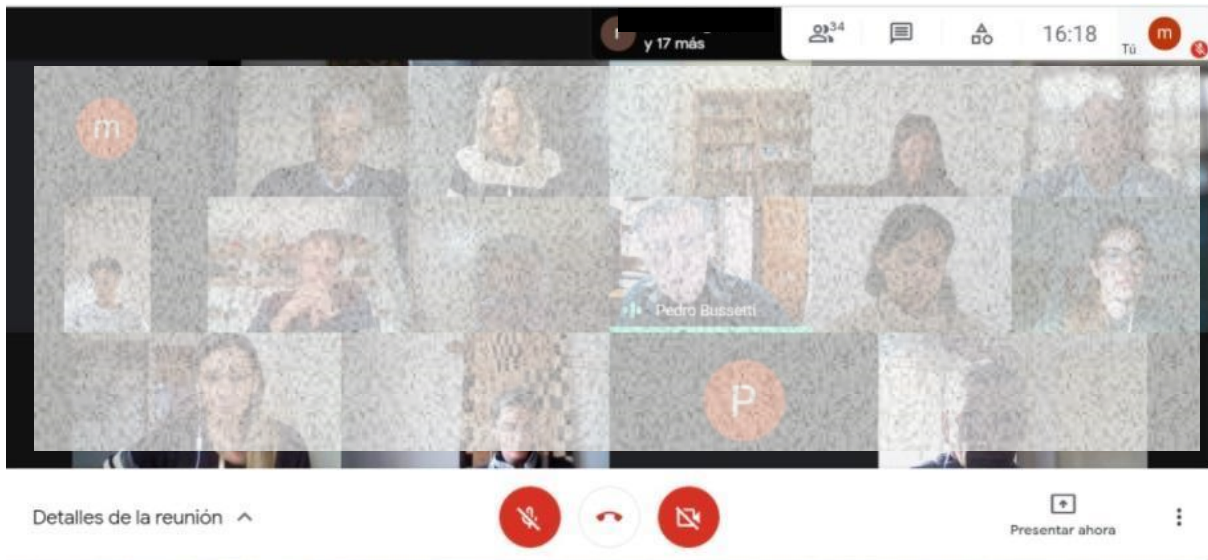 y 17 más
34
16:18
Tú
m
m
Pedro Bussetti
P
Detalles de la reunión
Presentar ahora